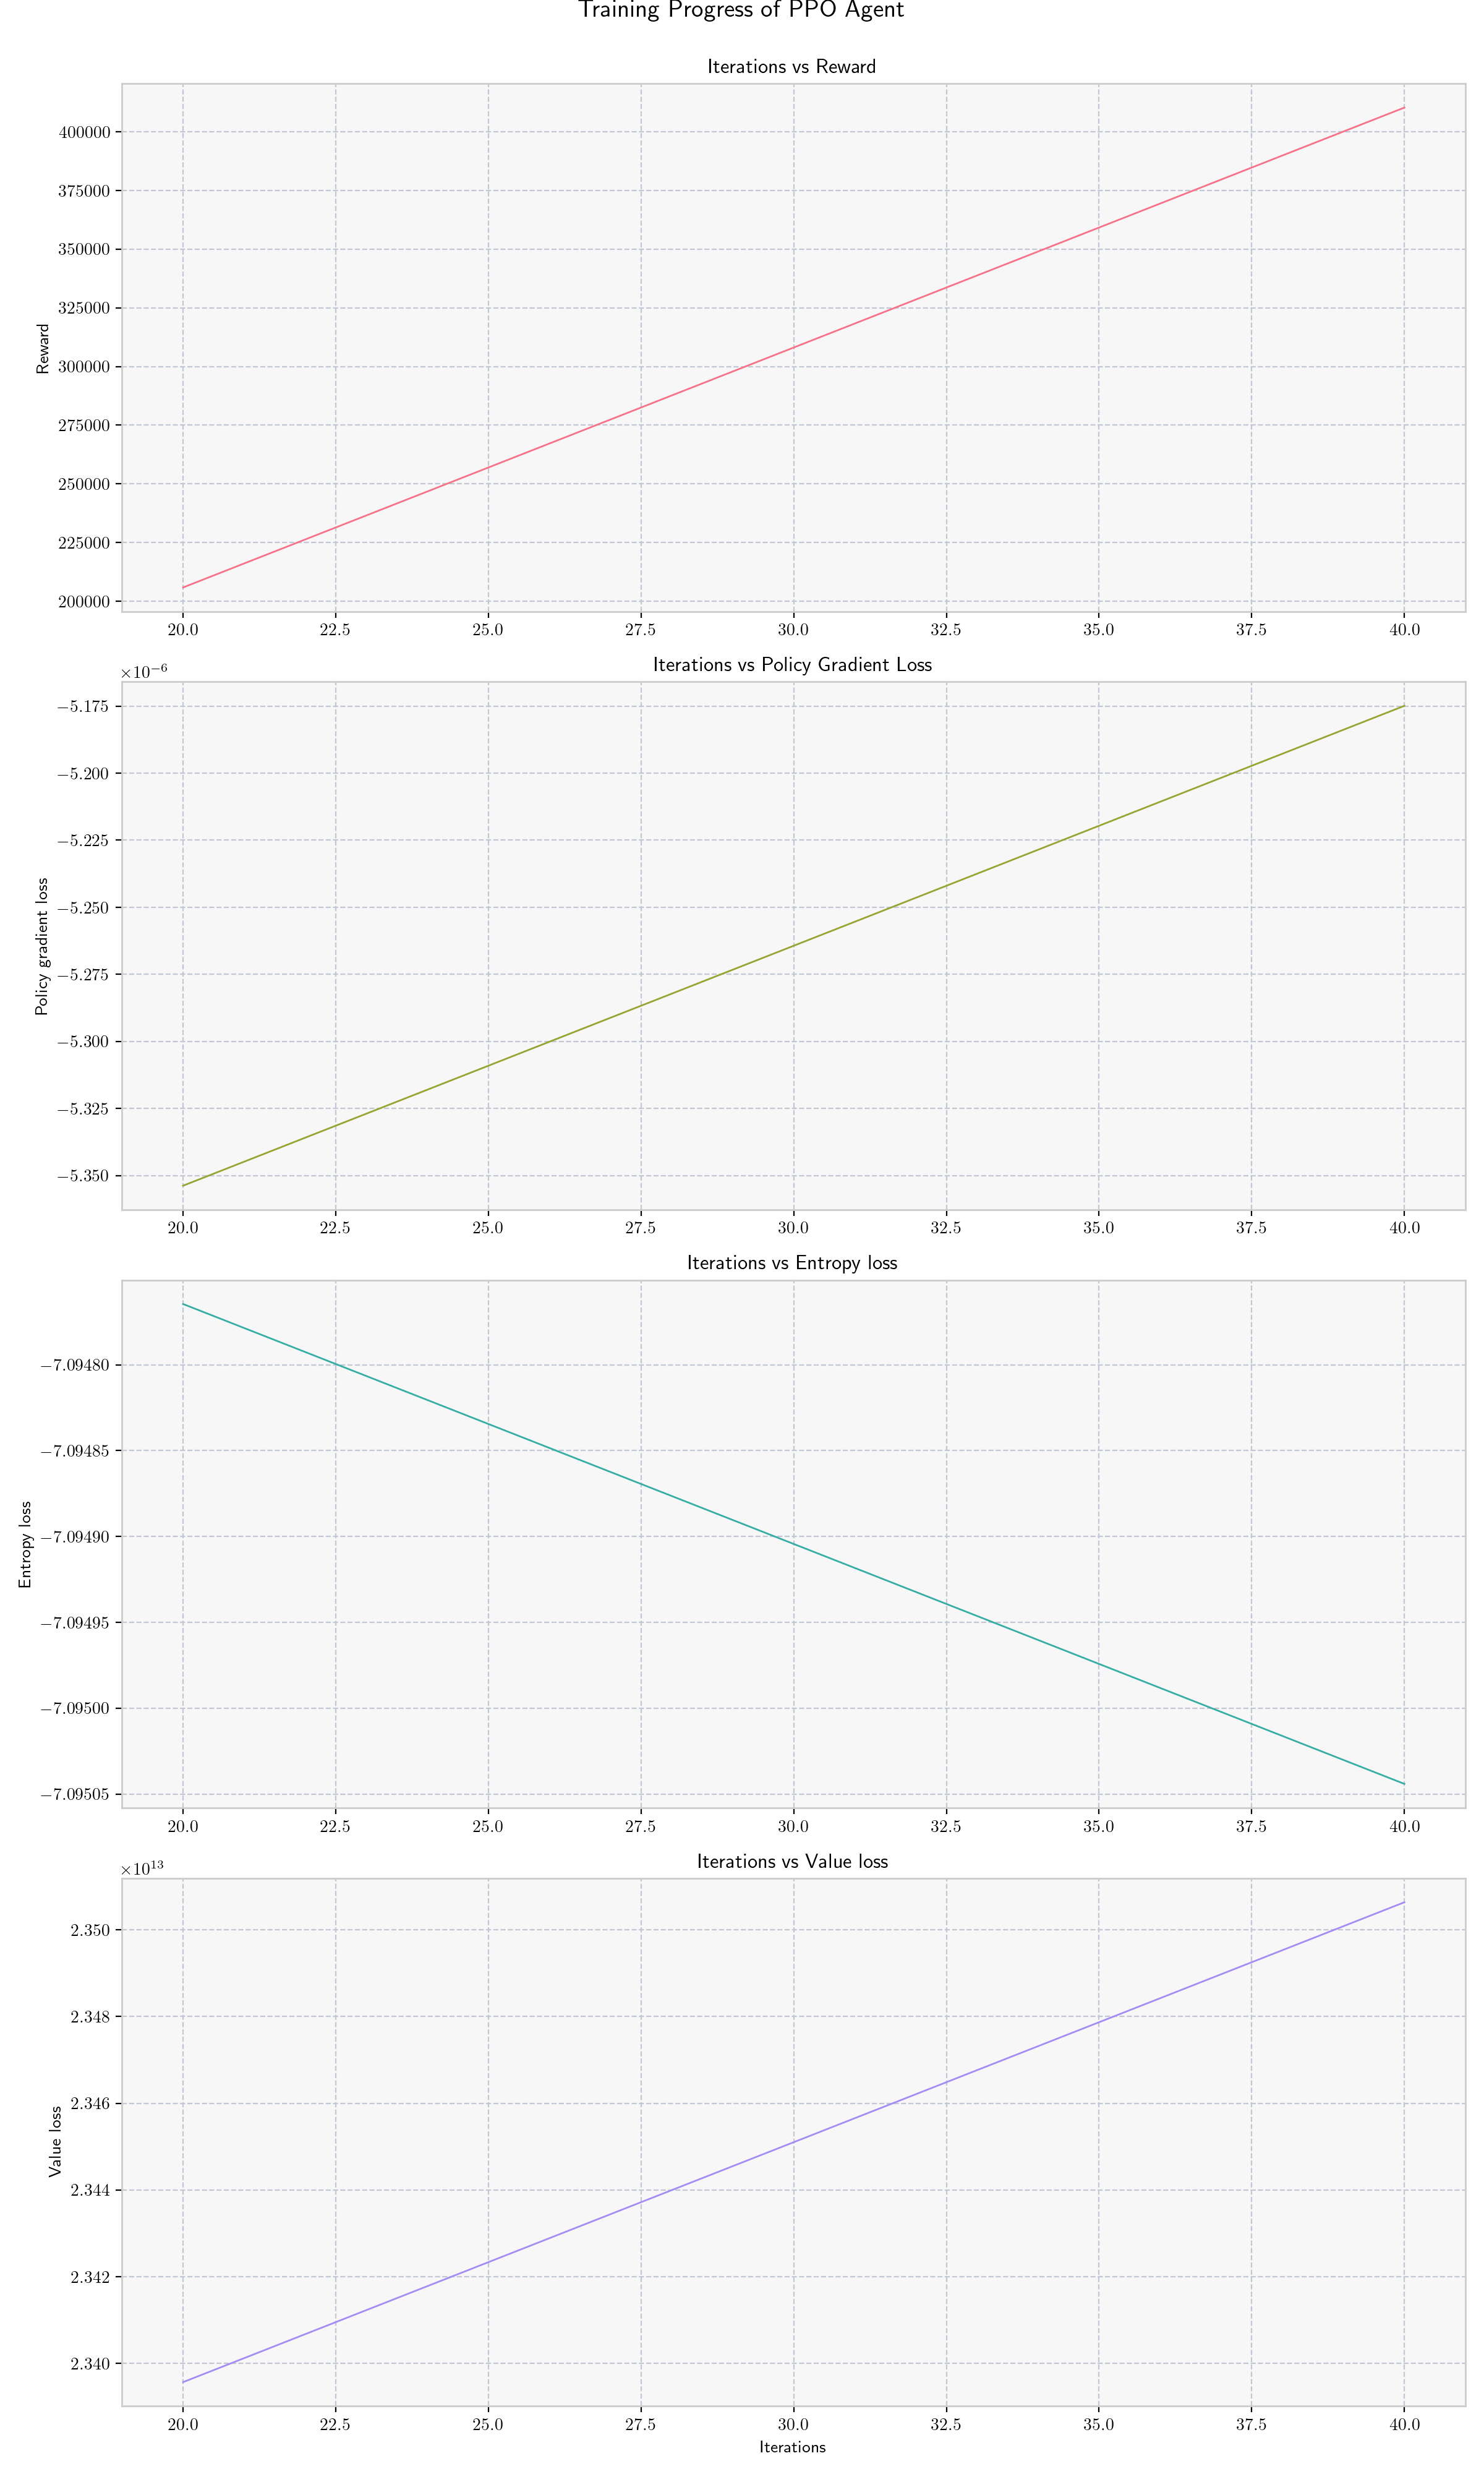 Training Progress of PPO Agent
Iterations vs Reward
Reward
400000
375000
350000
325000
300000
275000
250000
225000
200000
20.0 22.5 25.0 27.5 30.0 32.5 35.0 37.5 40.0
Iterations vs Policy Gradient Loss
×10⁻⁶
Policy gradient loss
−5.175
−5.200
−5.225
−5.250
−5.275
−5.300
−5.325
−5.350
20.0 22.5 25.0 27.5 30.0 32.5 35.0 37.5 40.0
Iterations vs Entropy loss
Entropy loss
−7.09480
−7.09485
−7.09490
−7.09495
−7.09500
−7.09505
20.0 22.5 25.0 27.5 30.0 32.5 35.0 37.5 40.0
Iterations vs Value loss
×10¹³
Value loss
2.350
2.348
2.346
2.344
2.342
2.340
20.0 22.5 25.0 27.5 30.0 32.5 35.0 37.5 40.0
Iterations